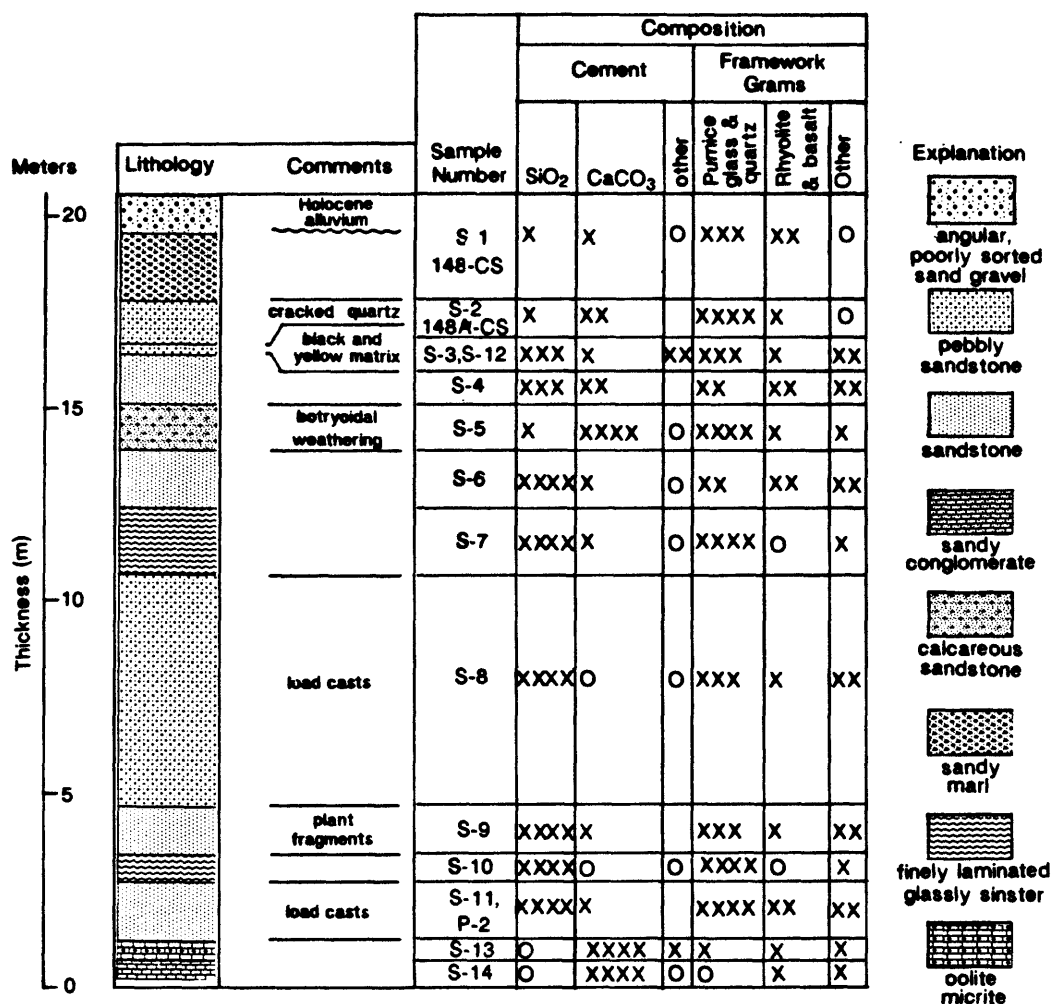 Composition
Cement
Framework
Grams
Meters
Lithology
Comments
Sample
Number
SiO₂
CaCO₃
other
Pumice
glass &
quartz
Rhyolite
& basalt
Other
20
Holocene
alluvium
S 1
148-CS
X X O XXX XX O
cracked quartz
S-2
148A-CS
X XX XXXX X O
black and
yellow matrix
S-3,S-12 XXX X XX XXX X XX
S-4 XXX XX XX XX XX
15
botryoidal
weathering
S-5 X XXXX O XXXX X X
S-6 XXXX X O XX XX XX
S-7 XXXX X O XXXX O X
Thickness (m)
10
load casts
S-8 XXXX O O XXX X XX
5
plant
fragments
S-9 XXXX X XXX X XX
S-10 XXXX O O XXXX O X
load casts
S-11,
P-2
XXXX X XXXX XX XX
S-13 O XXXX X X X X
S-14 O XXXX O O X X
0
Explanation
angular,
poorly sorted
sand gravel
pebbly
sandstone
sandstone
sandy
conglomerate
calcareous
sandstone
sandy
marl
finely laminated
glassly sinster
oolite
micrite